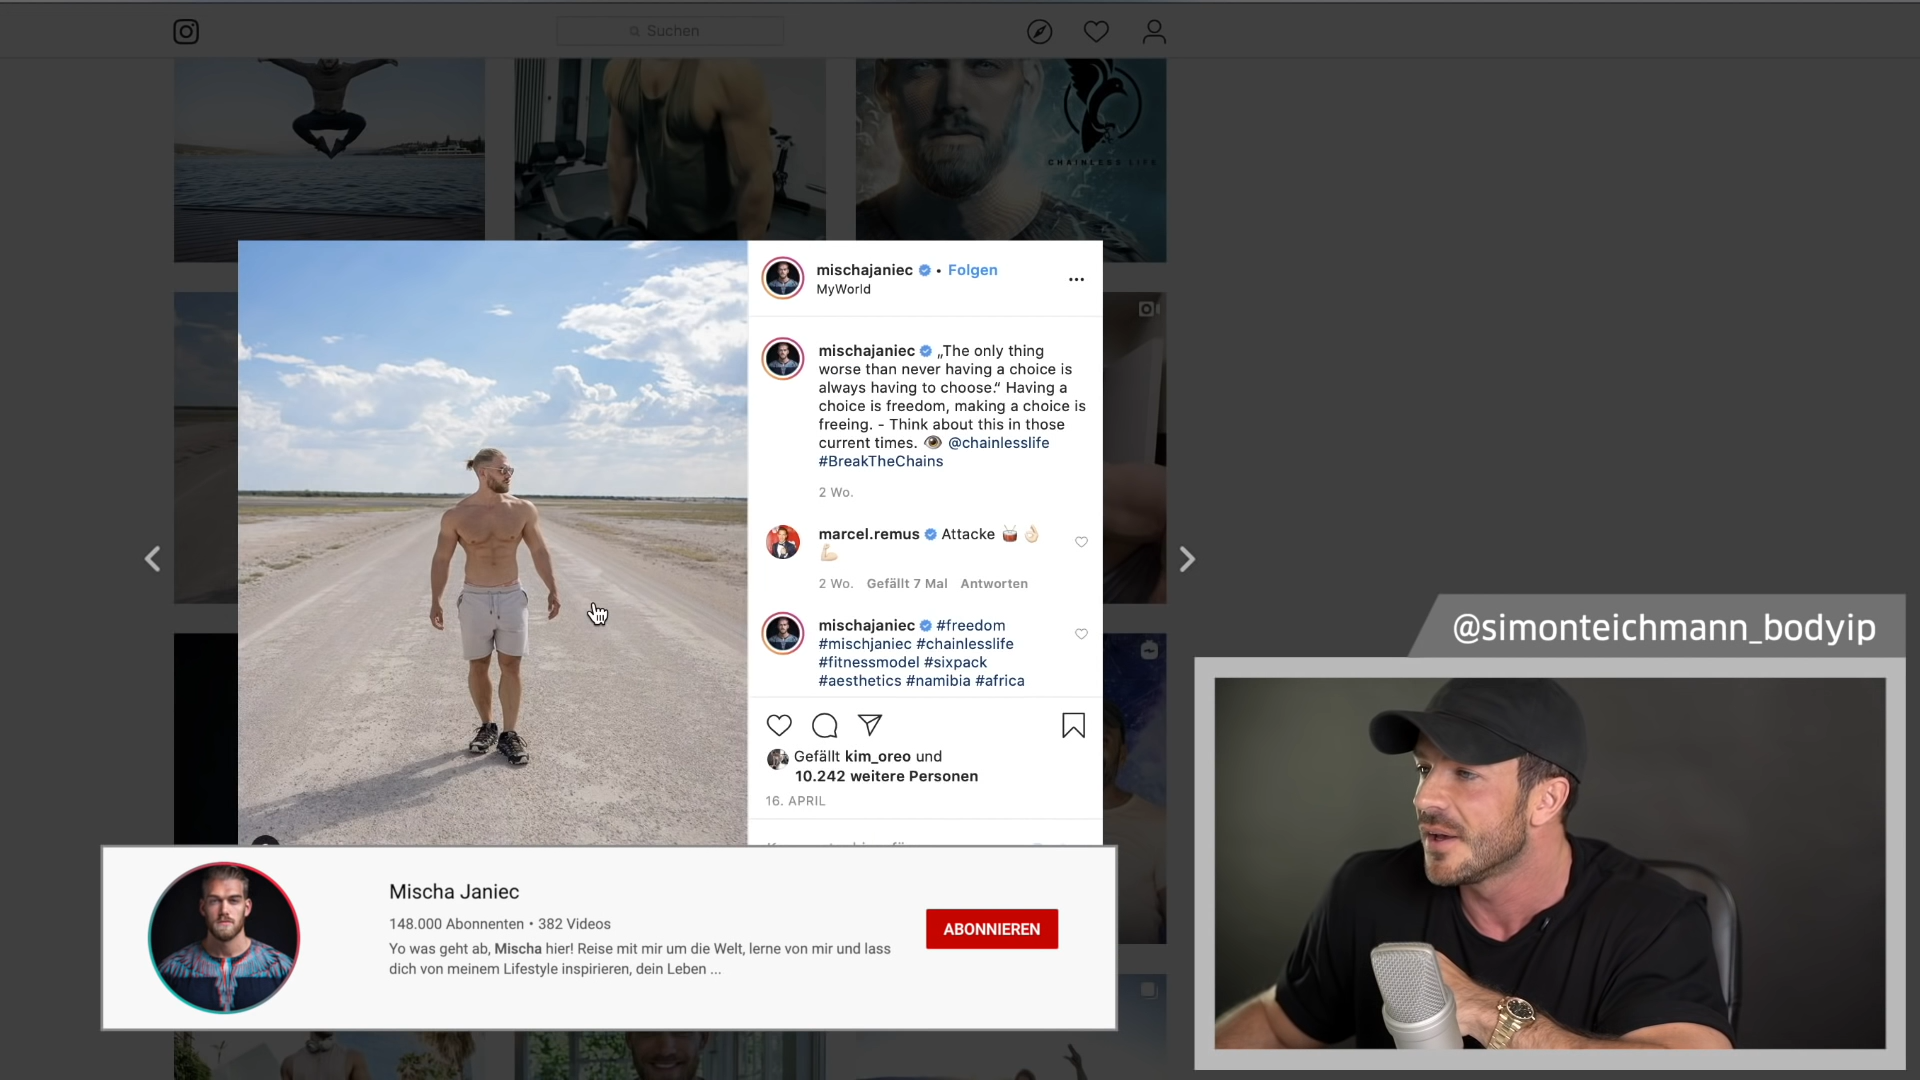 Suchen
CHAINLESS LIFE
mischajaniec • Folgen
MyWorld
mischajaniec „The only thing
worse than never having a choice is
always having to choose.“ Having a
choice is freedom, making a choice is
freeing. - Think about this in those
current times. 👁 @chainlesslife
#BreakTheChains
2 Wo.
marcel.remus Attacke 🥁 👌🏻
💪🏻
2 Wo. Gefällt 7 Mal Antworten
mischajaniec #freedom
#mischjaniec #chainlesslife
#fitnessmodel #sixpack
#aesthetics #namibia #africa
Gefällt kim_oreo und
10.242 weitere Personen
16. APRIL
Mischa Janiec
148.000 Abonnenten • 382 Videos
Yo was geht ab, Mischa hier! Reise mit mir um die Welt, lerne von mir und lass
dich von meinem Lifestyle inspirieren, dein Leben ...
ABONNIEREN
@simonteichmann_bodyip